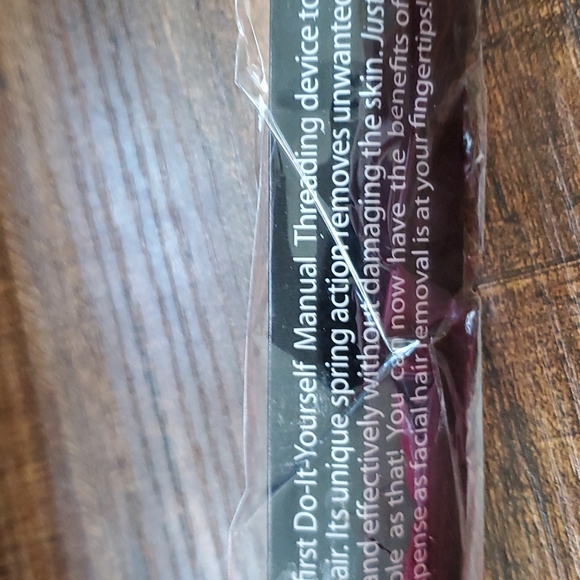 first Do-It-Yourself Manual Threading device to
air. Its unique spring action removes unwanted
and effectively without damaging the skin. Just
ple as that! You can now have the benefits of
pense as facial hair removal is at your fingertips!